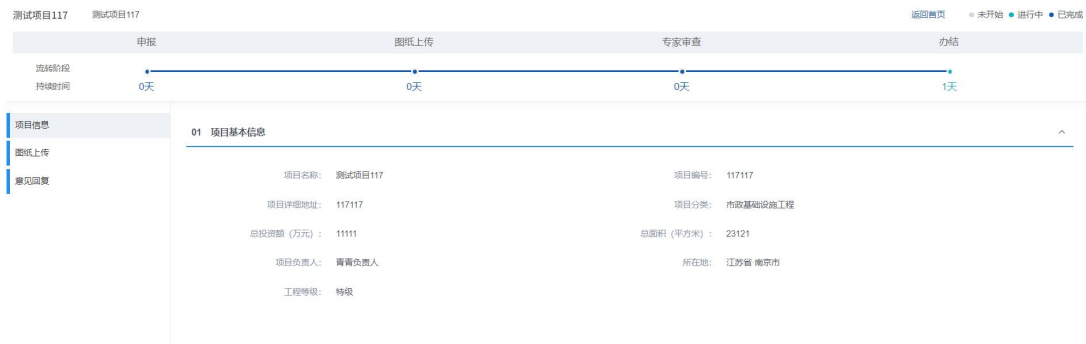 测试项目117 测试项目117 返回首页 未开始 进行中 已完成
申报 图纸上传 专家审查 办结
流转阶段
持续时间 0天 0天 0天 1天
项目信息
图纸上传
意见回复
01 项目基本信息
项目名称: 测试项目117 项目编号: 117117
项目详细地址: 117117 项目分类: 市政基础设施工程
总投资额（万元）: 11111 总面积（平方米）: 23121
项目负责人: 青青负责人 所在地: 江苏省·南京市
工程等级: 特级